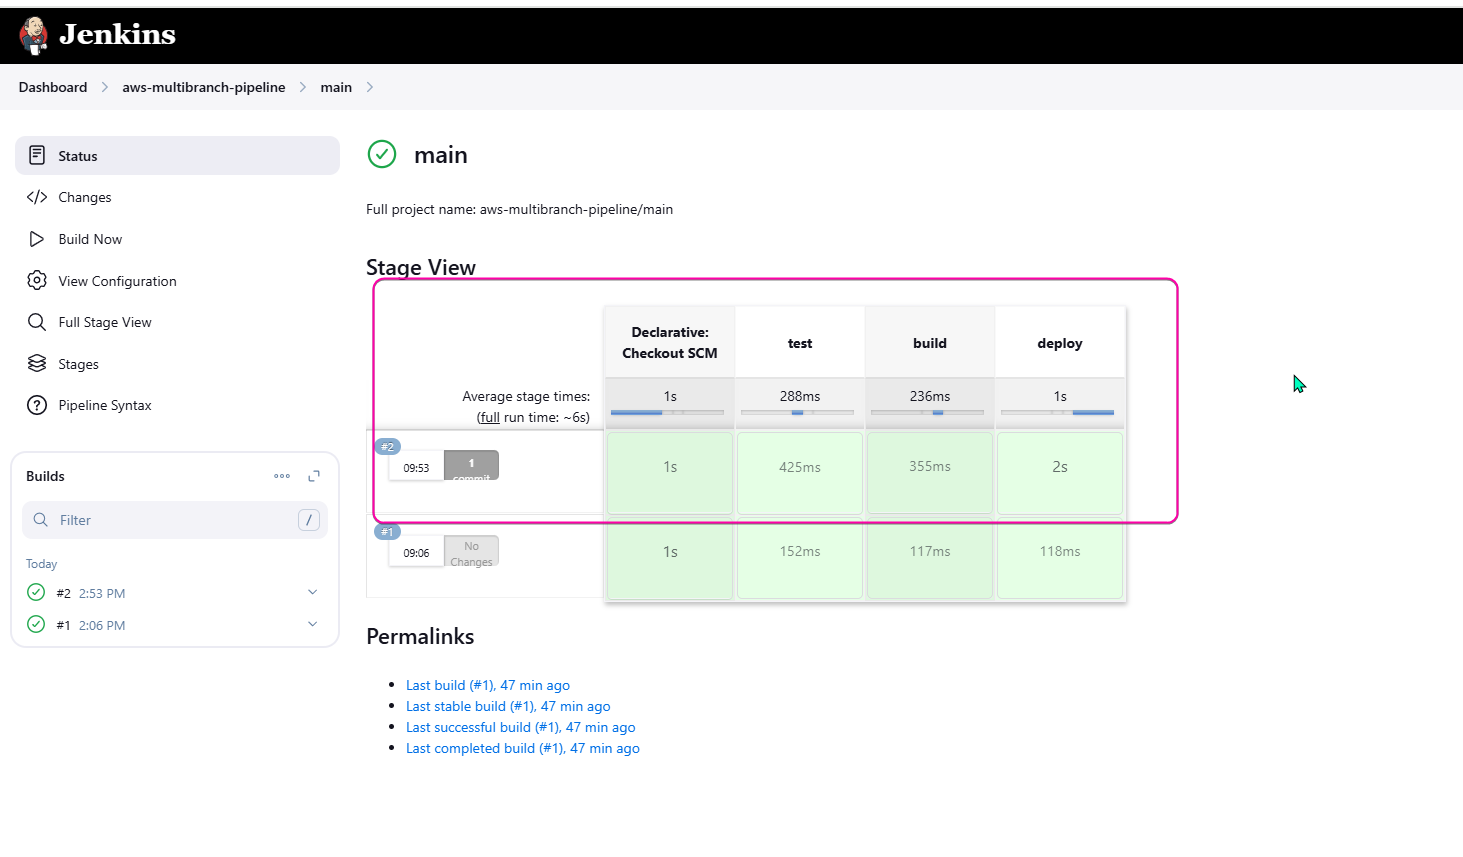 Jenkins
Dashboard
aws-multibranch-pipeline
main
Status
Changes
Build Now
View Configuration
Full Stage View
Stages
Pipeline Syntax
Builds
Filter
/
Today
#2 2:53 PM
#1 2:06 PM
main
Full project name: aws-multibranch-pipeline/main
Stage View
Declarative:
Checkout SCM
test
build
deploy
Average stage times:
(full run time: ~6s)
1s
288ms
236ms
1s
#2
09:53
1
commit
1s
425ms
355ms
2s
#1
09:06
No
Changes
1s
152ms
117ms
118ms
Permalinks
Last build (#1), 47 min ago
Last stable build (#1), 47 min ago
Last successful build (#1), 47 min ago
Last completed build (#1), 47 min ago